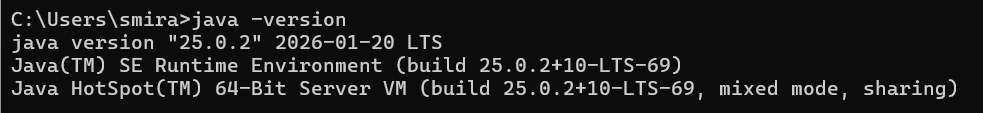 C:\Users\smira>java -version
java version "25.0.2" 2026-01-20 LTS
Java(TM) SE Runtime Environment (build 25.0.2+10-LTS-69)
Java HotSpot(TM) 64-Bit Server VM (build 25.0.2+10-LTS-69, mixed mode, sharing)